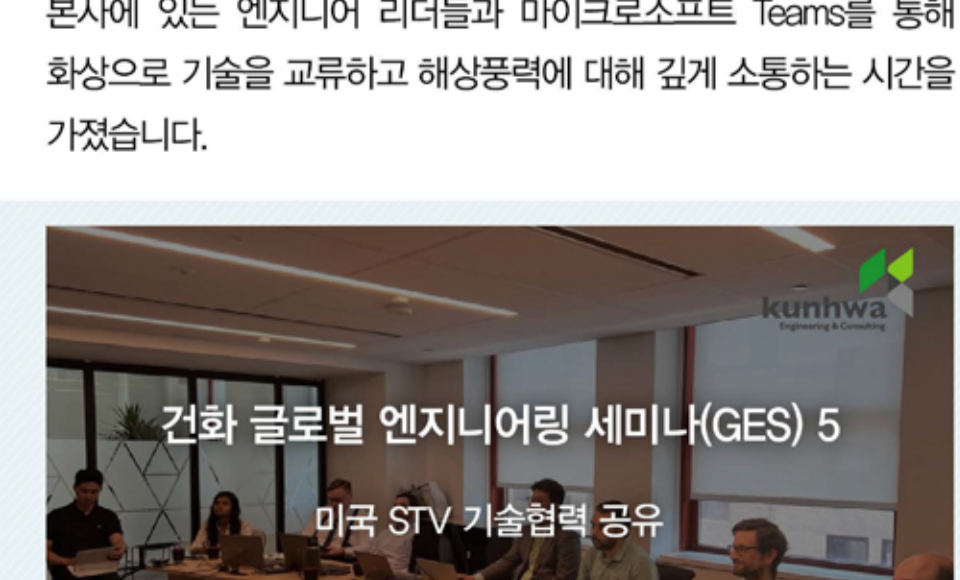 본사에 있는 엔지니어 리더들과 마이크로소프트 Teams를 통해
화상으로 기술을 교류하고 해상풍력에 대해 깊게 소통하는 시간을
가졌습니다.
kunhwa
Engineering & Consulting
건화 글로벌 엔지니어링 세미나(GES) 5
미국 STV 기술협력 공유